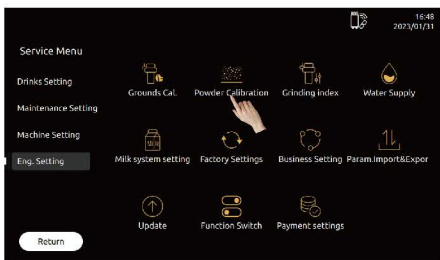 16:48
2023/01/31
Service Menu
Drinks Setting
Maintenance Setting
Machine Setting
Eng. Setting
Return
Grounds Cal.
Powder Calibration
Grinding index
Water Supply
Milk system setting
Factory Settings
Business Setting
Param.Import&Expor
Update
Function Switch
Payment settings